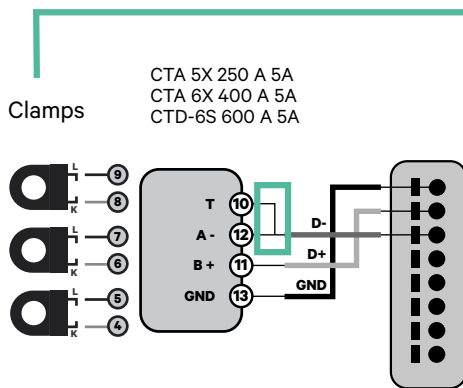 CTA 5X 250 A 5A
CTA 6X 400 A 5A
CTD-6S 600 A 5A
Clamps
L
9
K
8
L
7
K
6
L
5
K
4
T
10
A -
12
B +
11
GND
13
D-
D+
GND